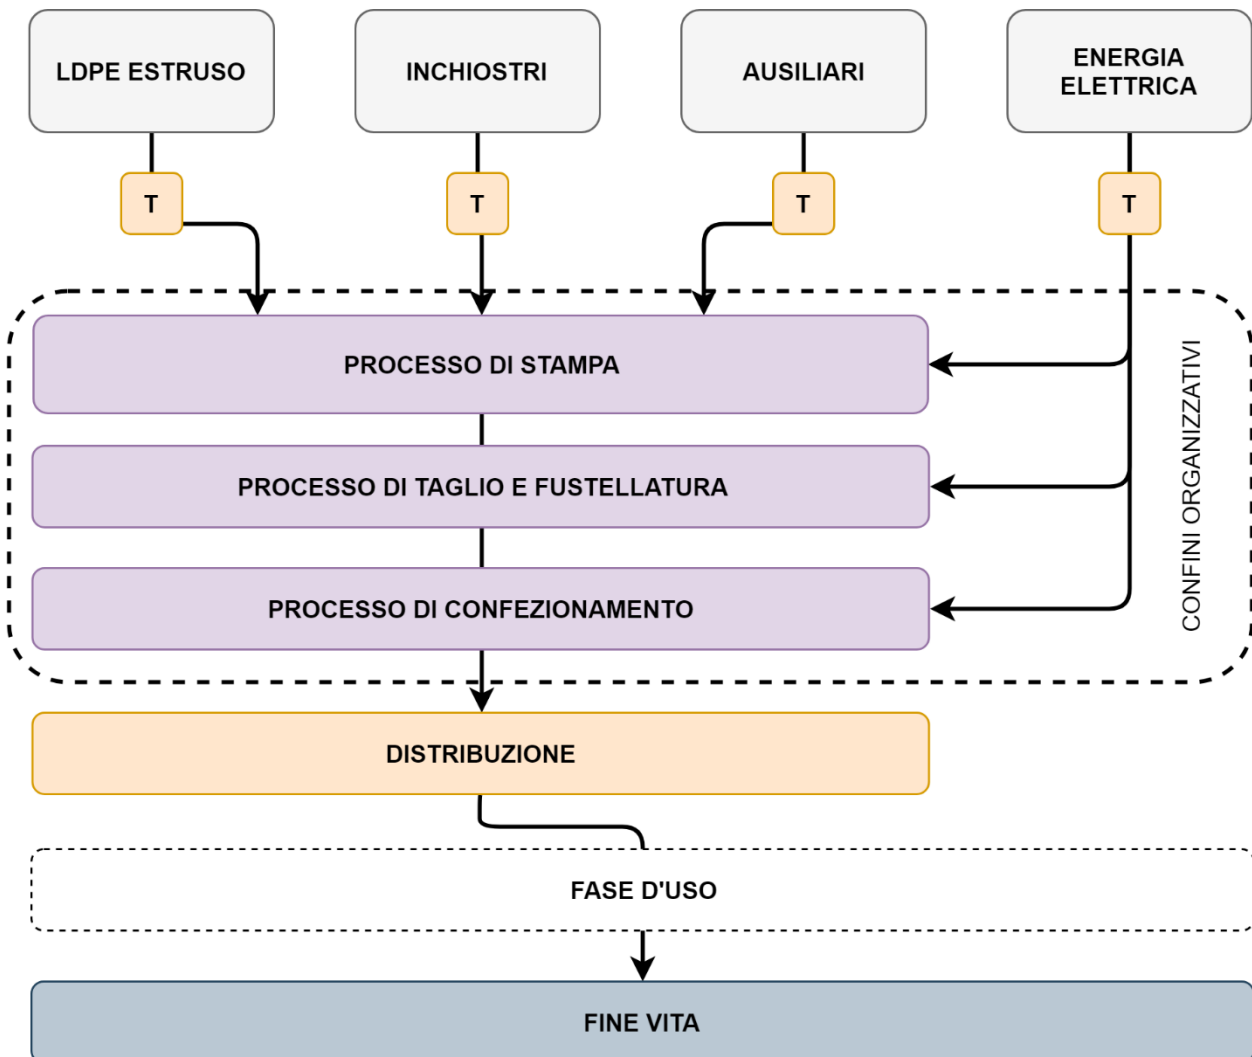 LDPE ESTRUSO
INCHIOSTRI
AUSILIARI
ENERGIA
ELETTRICA
T
T
T
T
PROCESSO DI STAMPA
PROCESSO DI TAGLIO E FUSTELLATURA
PROCESSO DI CONFEZIONAMENTO
CONFINI ORGANIZZATIVI
DISTRIBUZIONE
FASE D'USO
FINE VITA